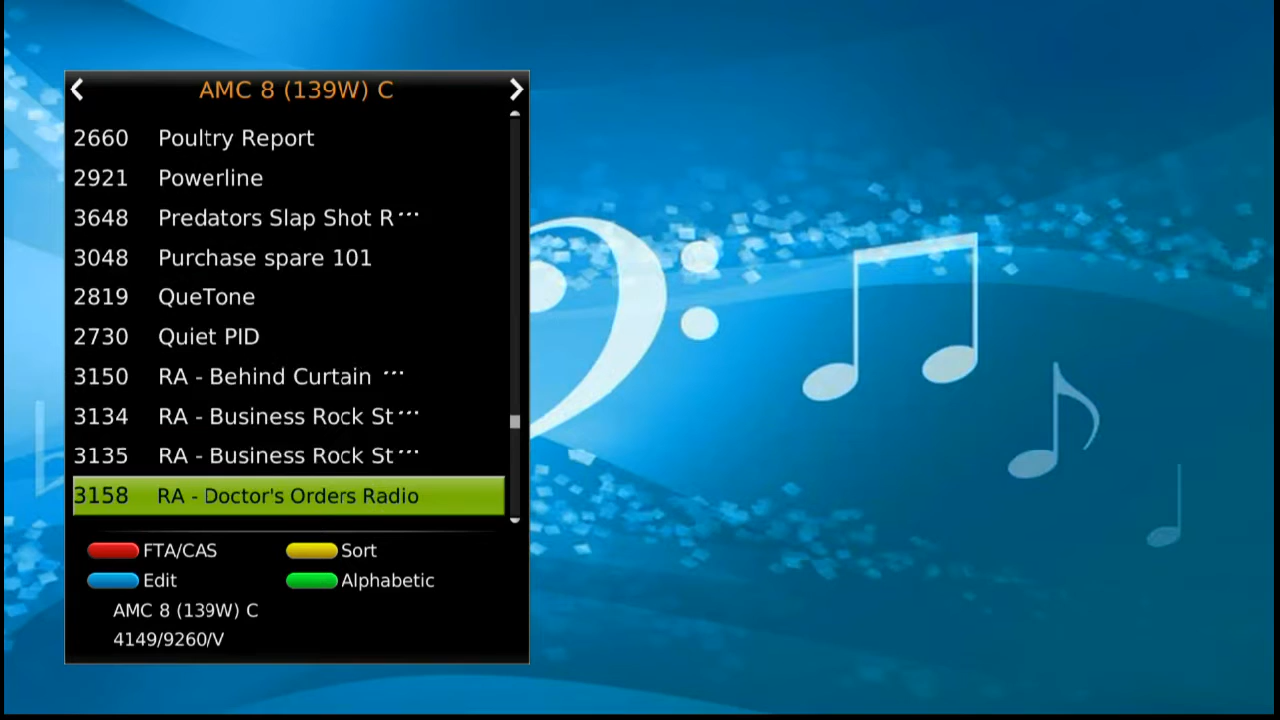 AMC 8 (139W) C
2660 Poultry Report
2921 Powerline
3648 Predators Slap Shot R···
3048 Purchase spare 101
2819 QueTone
2730 Quiet PID
3150 RA - Behind Curtain ···
3134 RA - Business Rock St···
3135 RA - Business Rock St···
3158 RA - Doctor's Orders Radio
FTA/CAS Sort
Edit Alphabetic
AMC 8 (139W) C
4149/9260/V